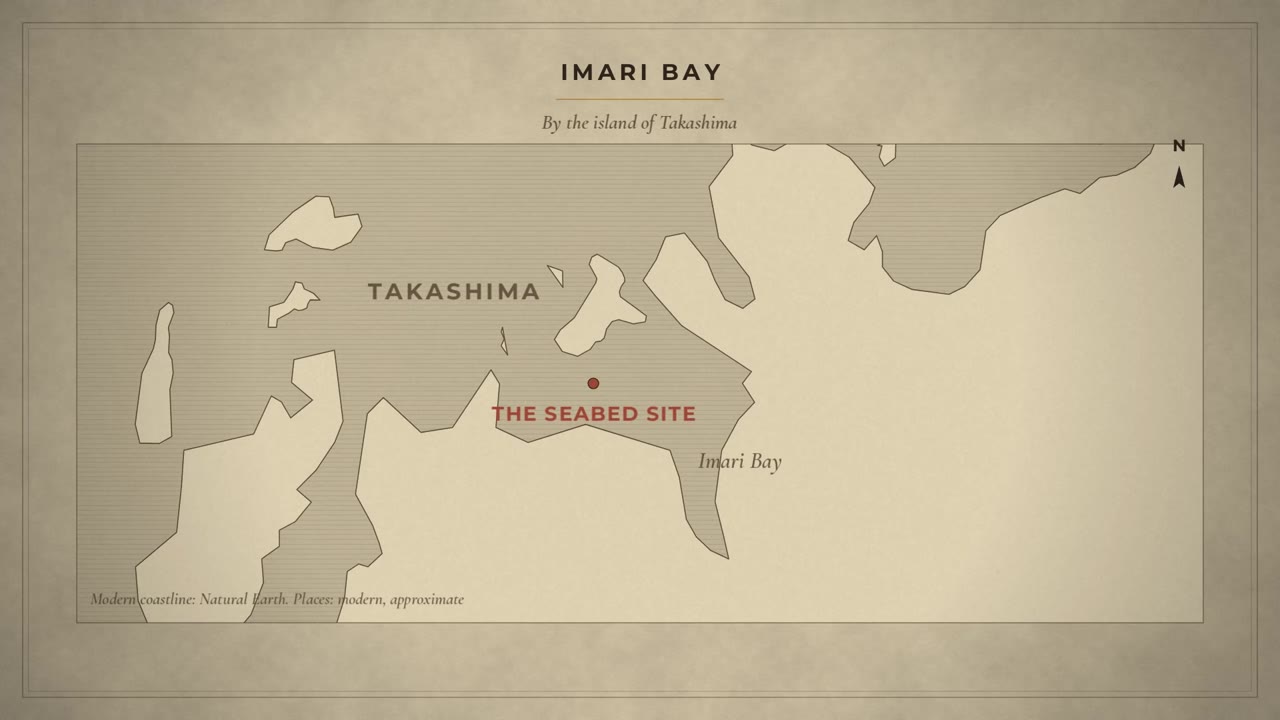 IMARI BAY
By the island of Takashima
N
TAKASHIMA
THE SEABED SITE
Imari Bay
Modern coastline: Natural Earth. Places: modern, approximate